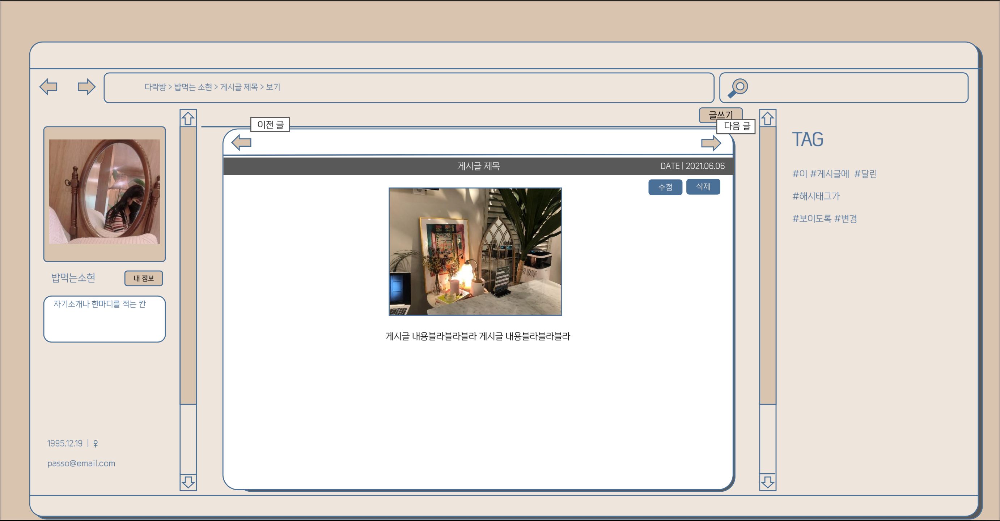 다락방 > 밥먹는 소현 > 게시글 제목 > 보기
글쓰기
이전 글
다음 글
게시글 제목
DATE | 2021.06.06
수정
삭제
게시글 내용블라블라블라 게시글 내용블라블라블라
밥먹는소현
내 정보
자기소개나 한마디를 적는 칸
1995.12.19 | ♀
passo@email.com
TAG
#이 #게시글에 #달린
#해시태그가
#보이도록 #변경